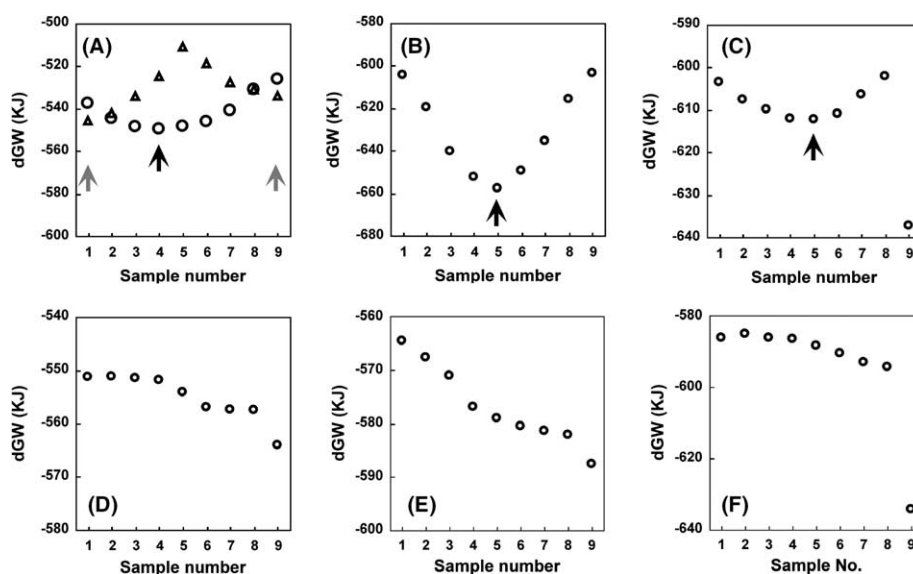 (A)
dGW (KJ)
-500
-520
-540
-560
-580
-600
1 2 3 4 5 6 7 8 9
Sample number
(B)
dGW (KJ)
-600
-620
-640
-660
-680
1 2 3 4 5 6 7 8 9
Sample number
(C)
dGW (KJ)
-590
-600
-610
-620
-630
-640
1 2 3 4 5 6 7 8 9
Sample number
(D)
dGW (KJ)
-540
-550
-560
-570
-580
1 2 3 4 5 6 7 8 9
Sample number
(E)
dGW (KJ)
-560
-570
-580
-590
-600
1 2 3 4 5 6 7 8 9
Sample number
(F)
dGW (KJ)
-580
-600
-620
-640
1 2 3 4 5 6 7 8 9
Sample No.